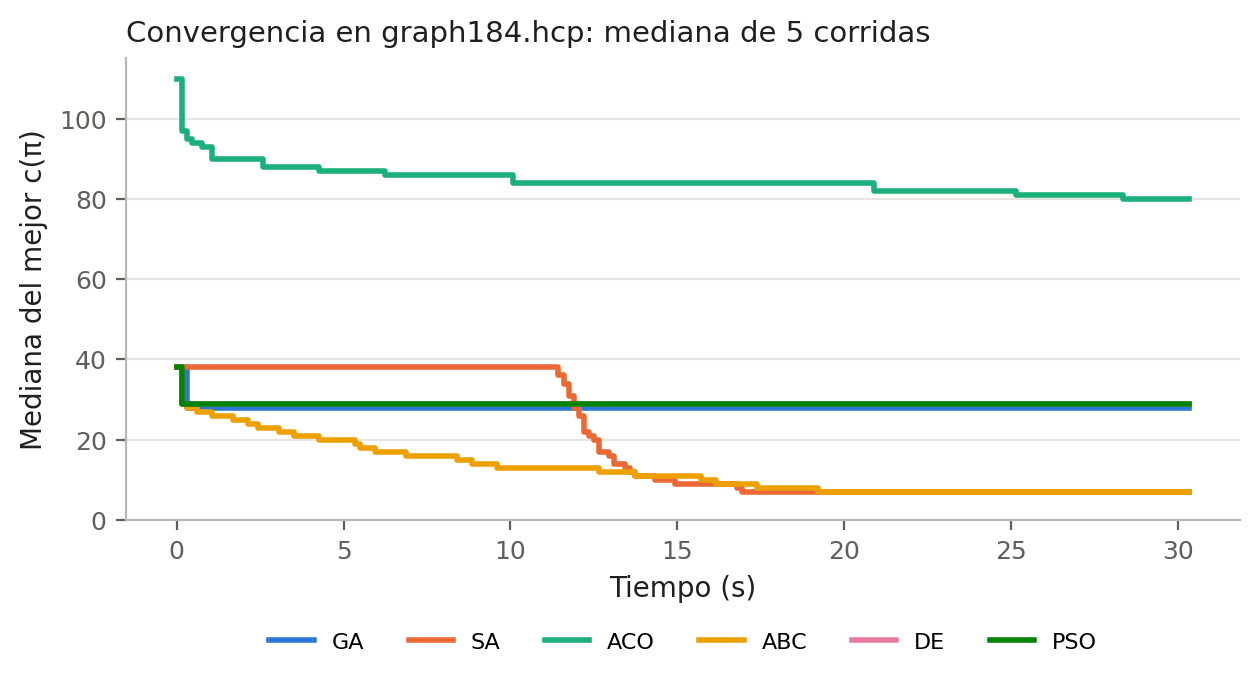 Convergencia en graph184.hcp: mediana de 5 corridas
Mediana del mejor c(π)
100
80
60
40
20
0
0 5 10 15 20 25 30
Tiempo (s)
GA SA ACO ABC DE PSO